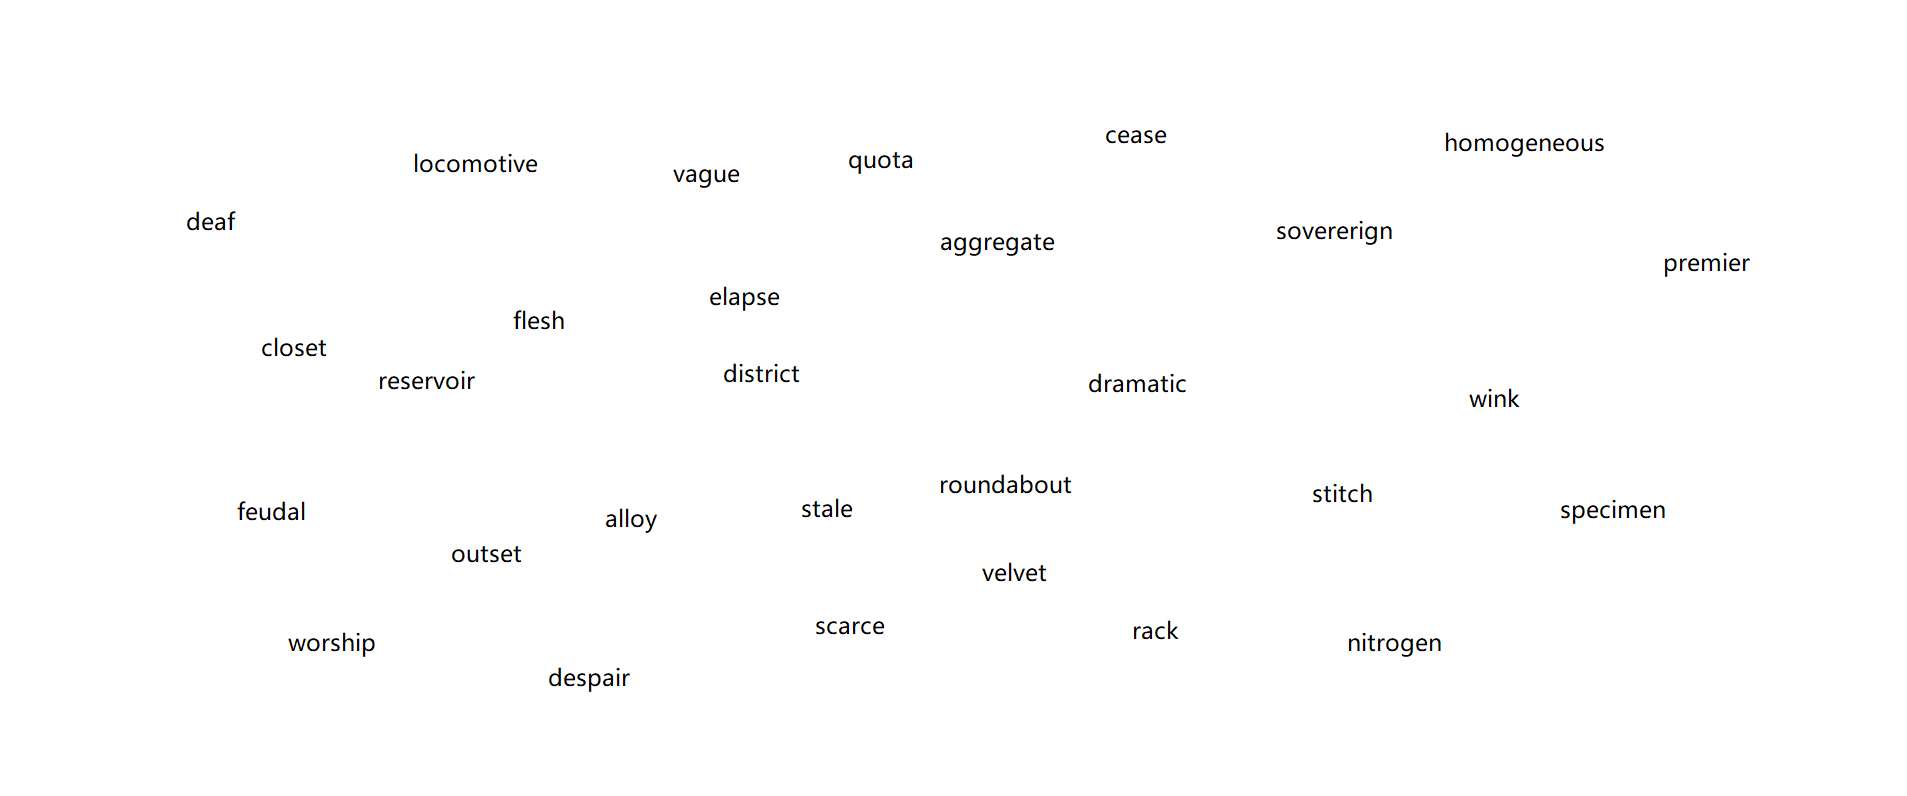 cease
homogeneous
locomotive
vague
quota
deaf
aggregate
sovererign
premier
elapse
flesh
closet
reservoir
district
dramatic
wink
roundabout
stitch
feudal
alloy
stale
specimen
outset
velvet
scarce
rack
worship
nitrogen
despair